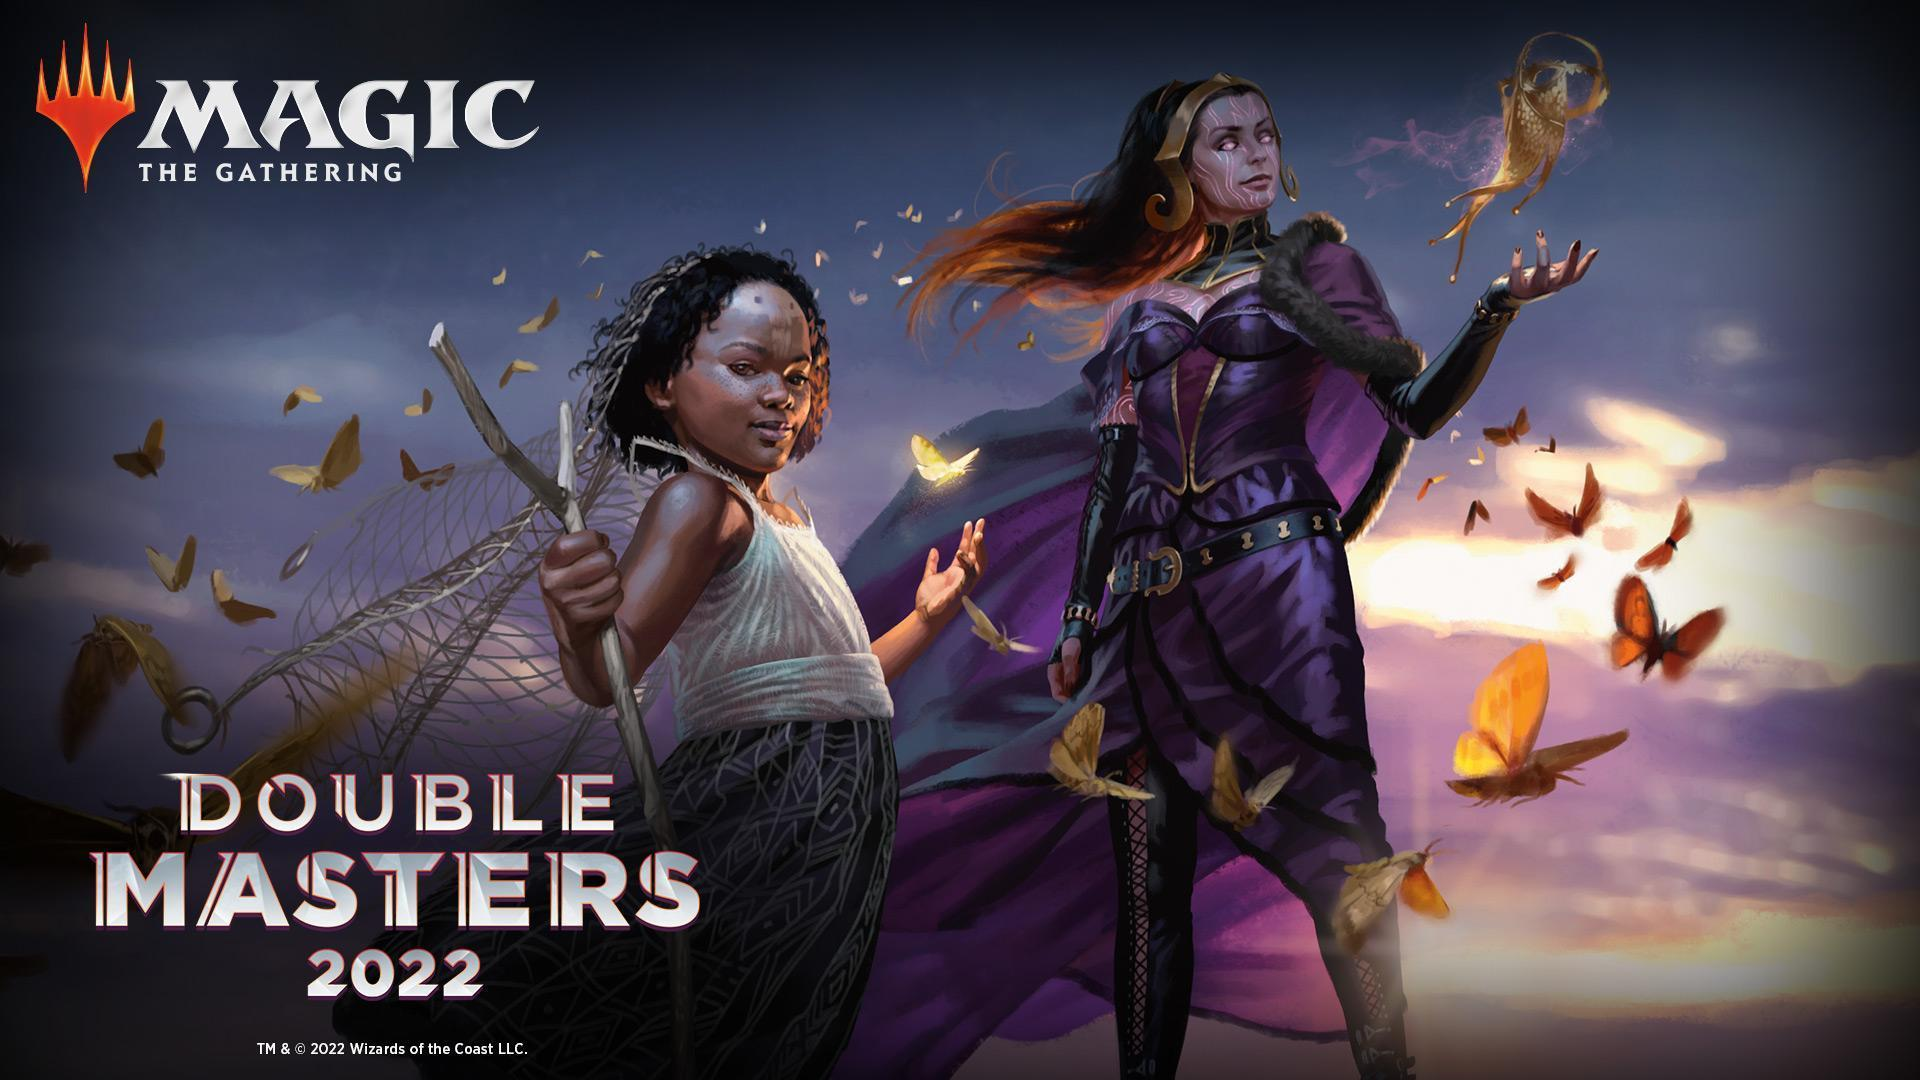 MAGIC
THE GATHERING
DOUBLE
MASTERS
2022
TM & © 2022 Wizards of the Coast LLC.